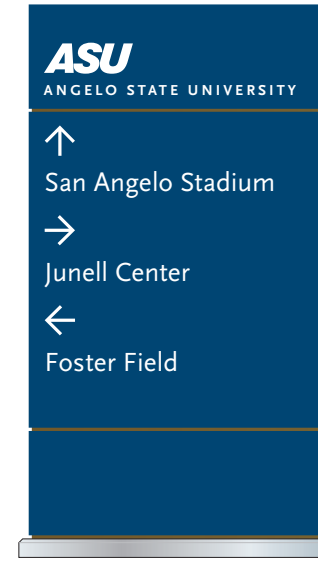 ASU
ANGELO STATE UNIVERSITY
↑
San Angelo Stadium
→
Junell Center
←
Foster Field